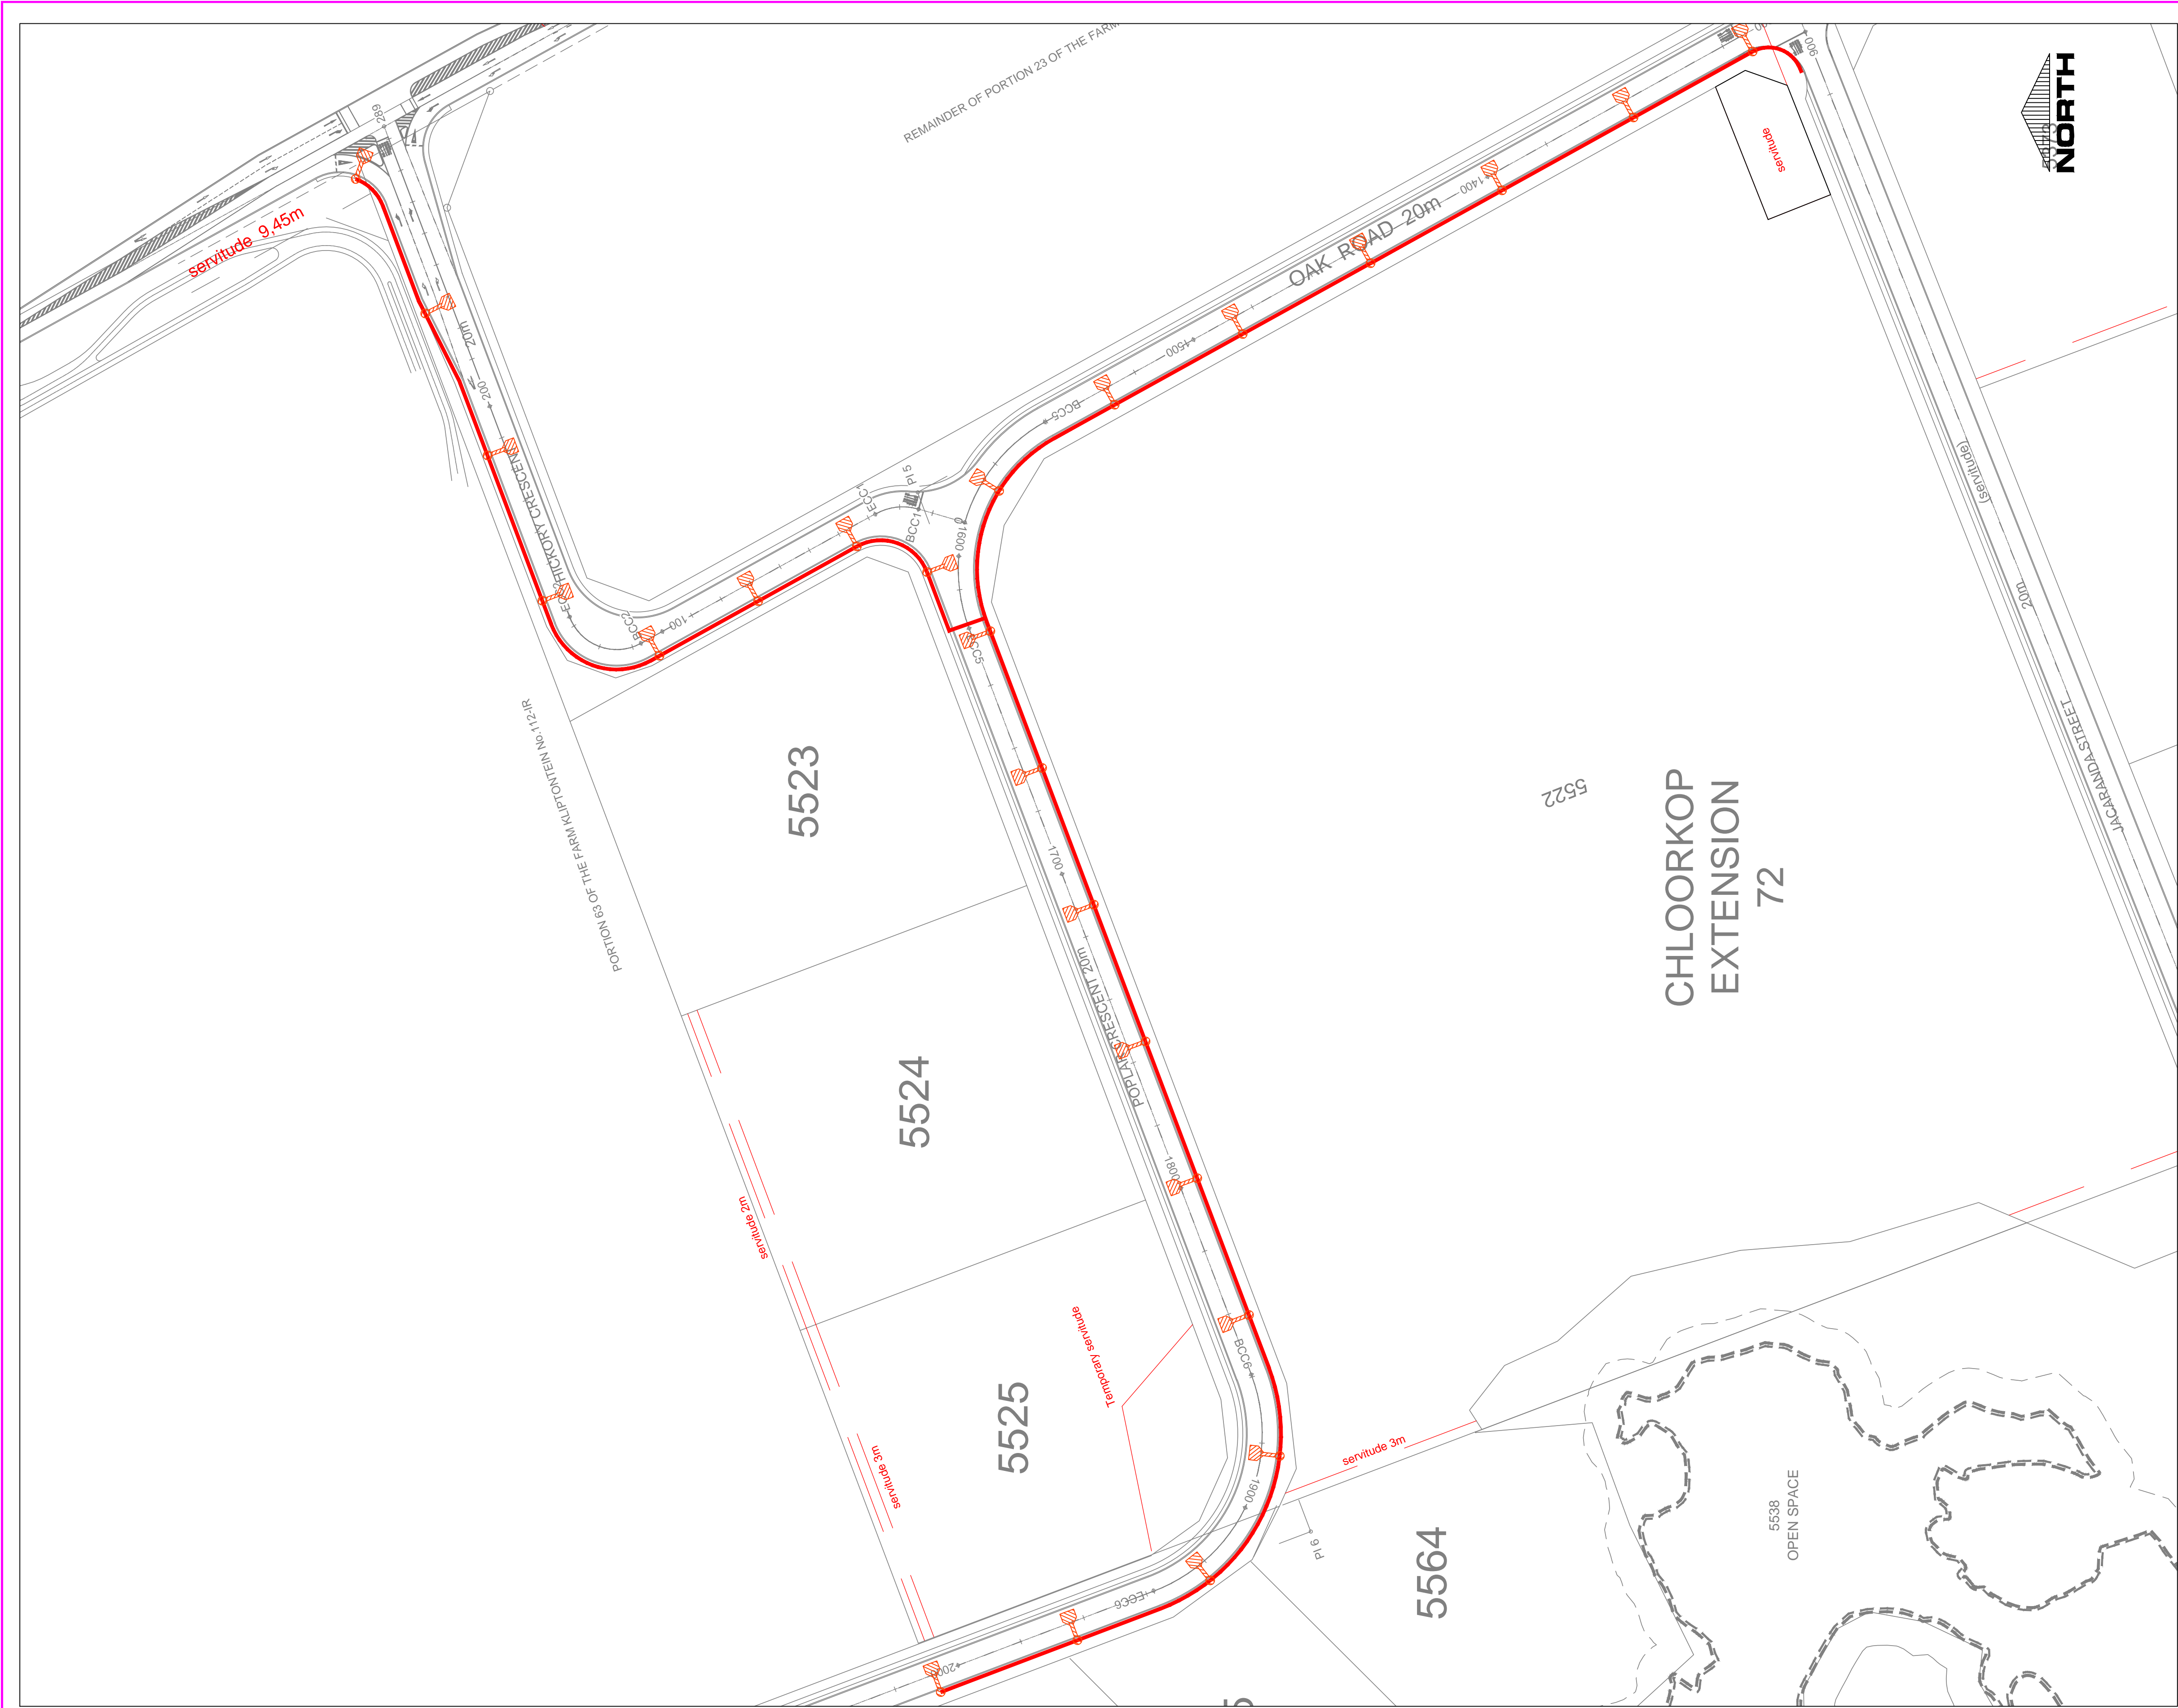 REMAINDER OF PORTION 23 OF THE FARM
900
NORTH
servitude
289
servitude 9,45m
1400
OAK ROAD 20m
20m
1500
200
BCC5
HICKORY CRESCENT
ECC1
PI 5
BCC1
1600
(servitude)
ECC2
BCC2
100
20m
JACARANDA STREET
PORTION 63 OF THE FARM KLIPFONTEIN No.112-IR
5523
5522
CHLOORKOP
EXTENSION
72
1700
POPLAR CRESCENT 20m
5524
1800
servitude 2m
Temporary servitude
BCC6
5525
servitude 3m
servitude 3m
1900
PI 6
5564
5538
OPEN SPACE
ECC6